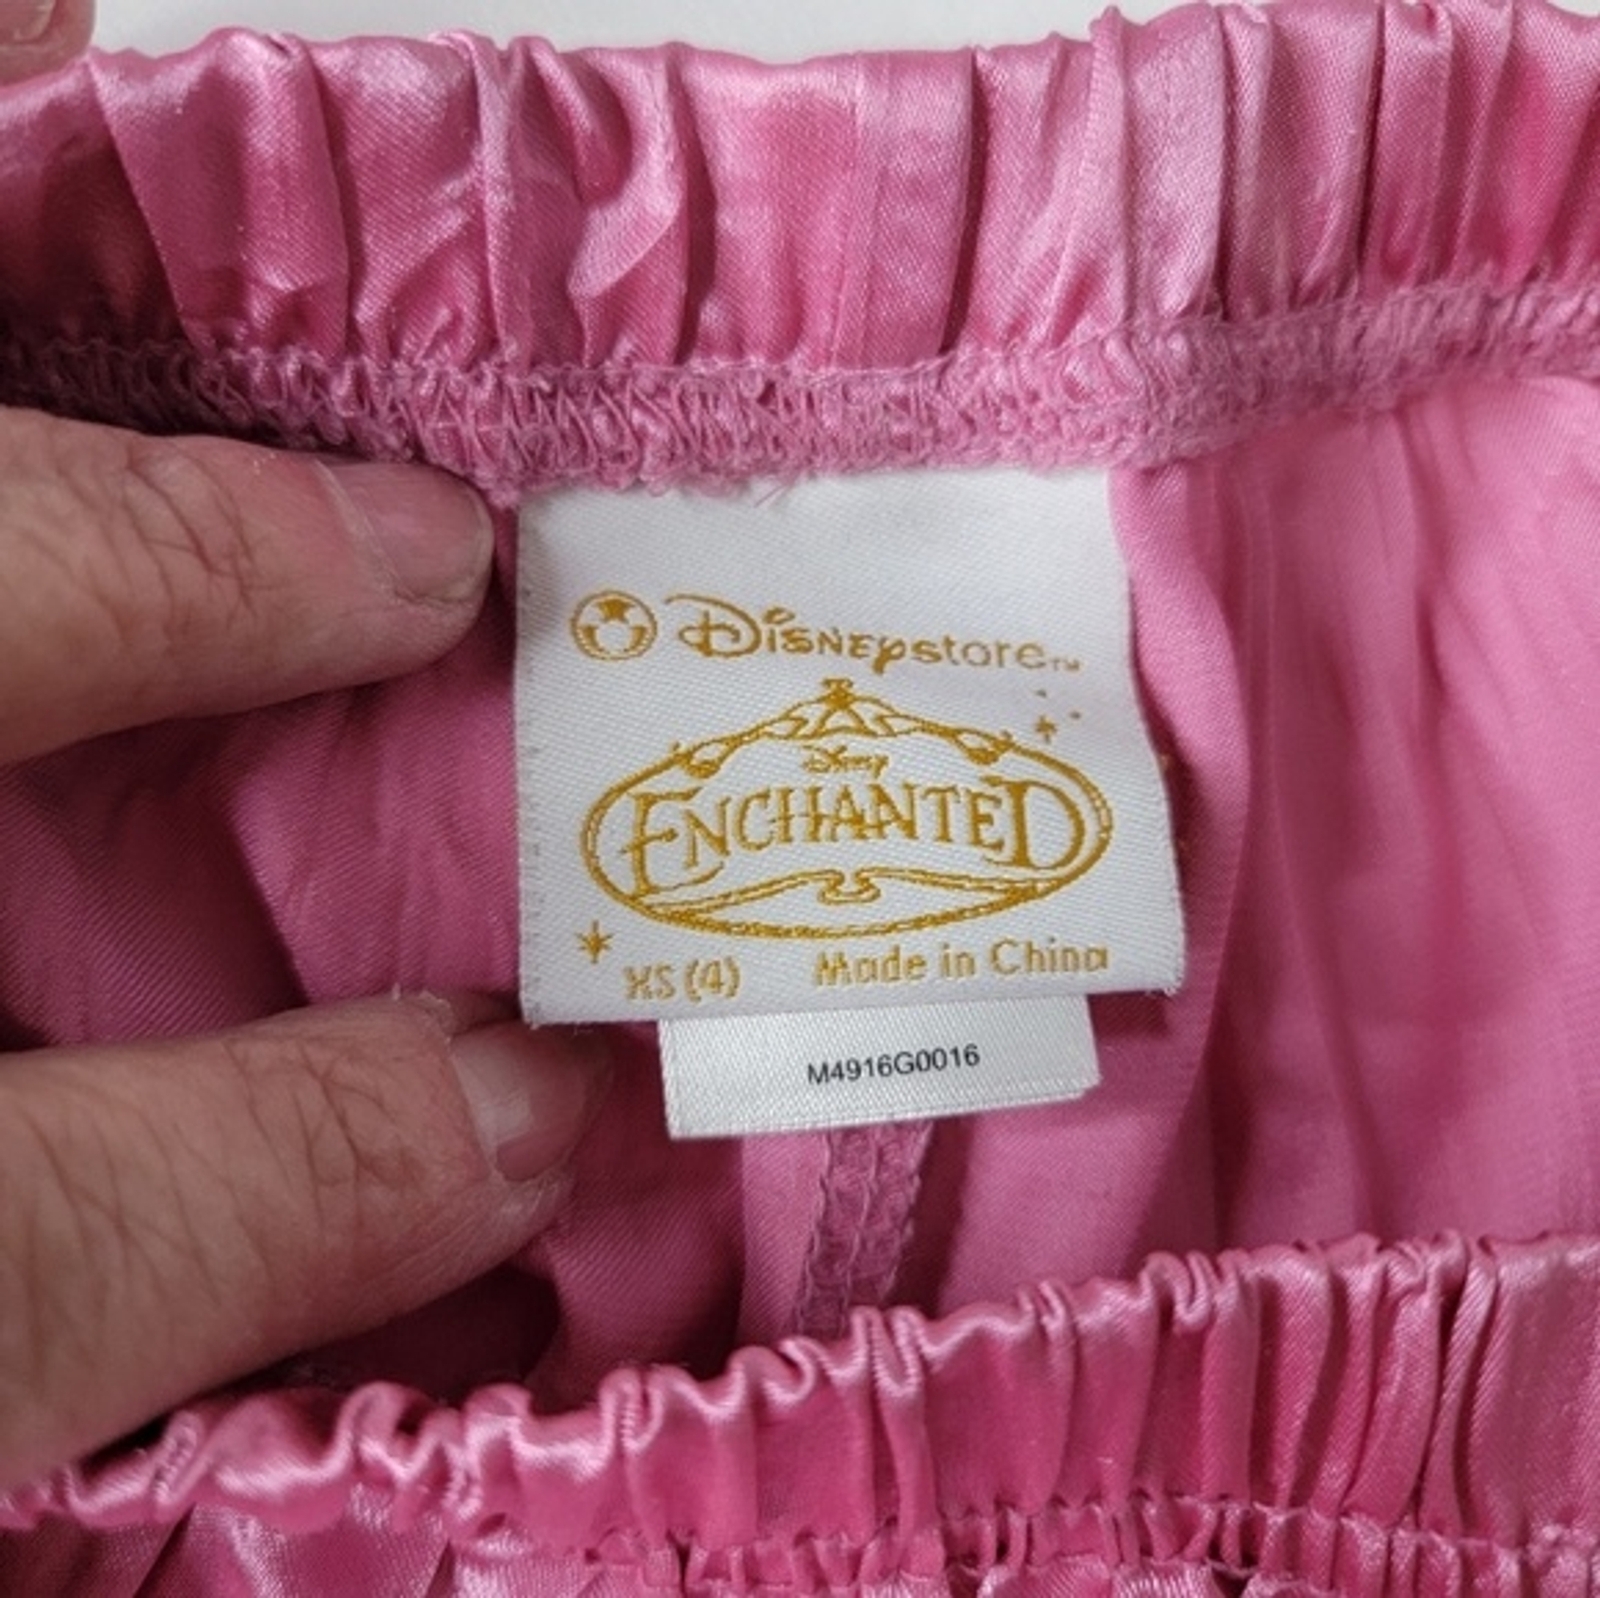 Disneystore™
Disney
ENCHANTED
XS (4) Made in China
M4916G0016